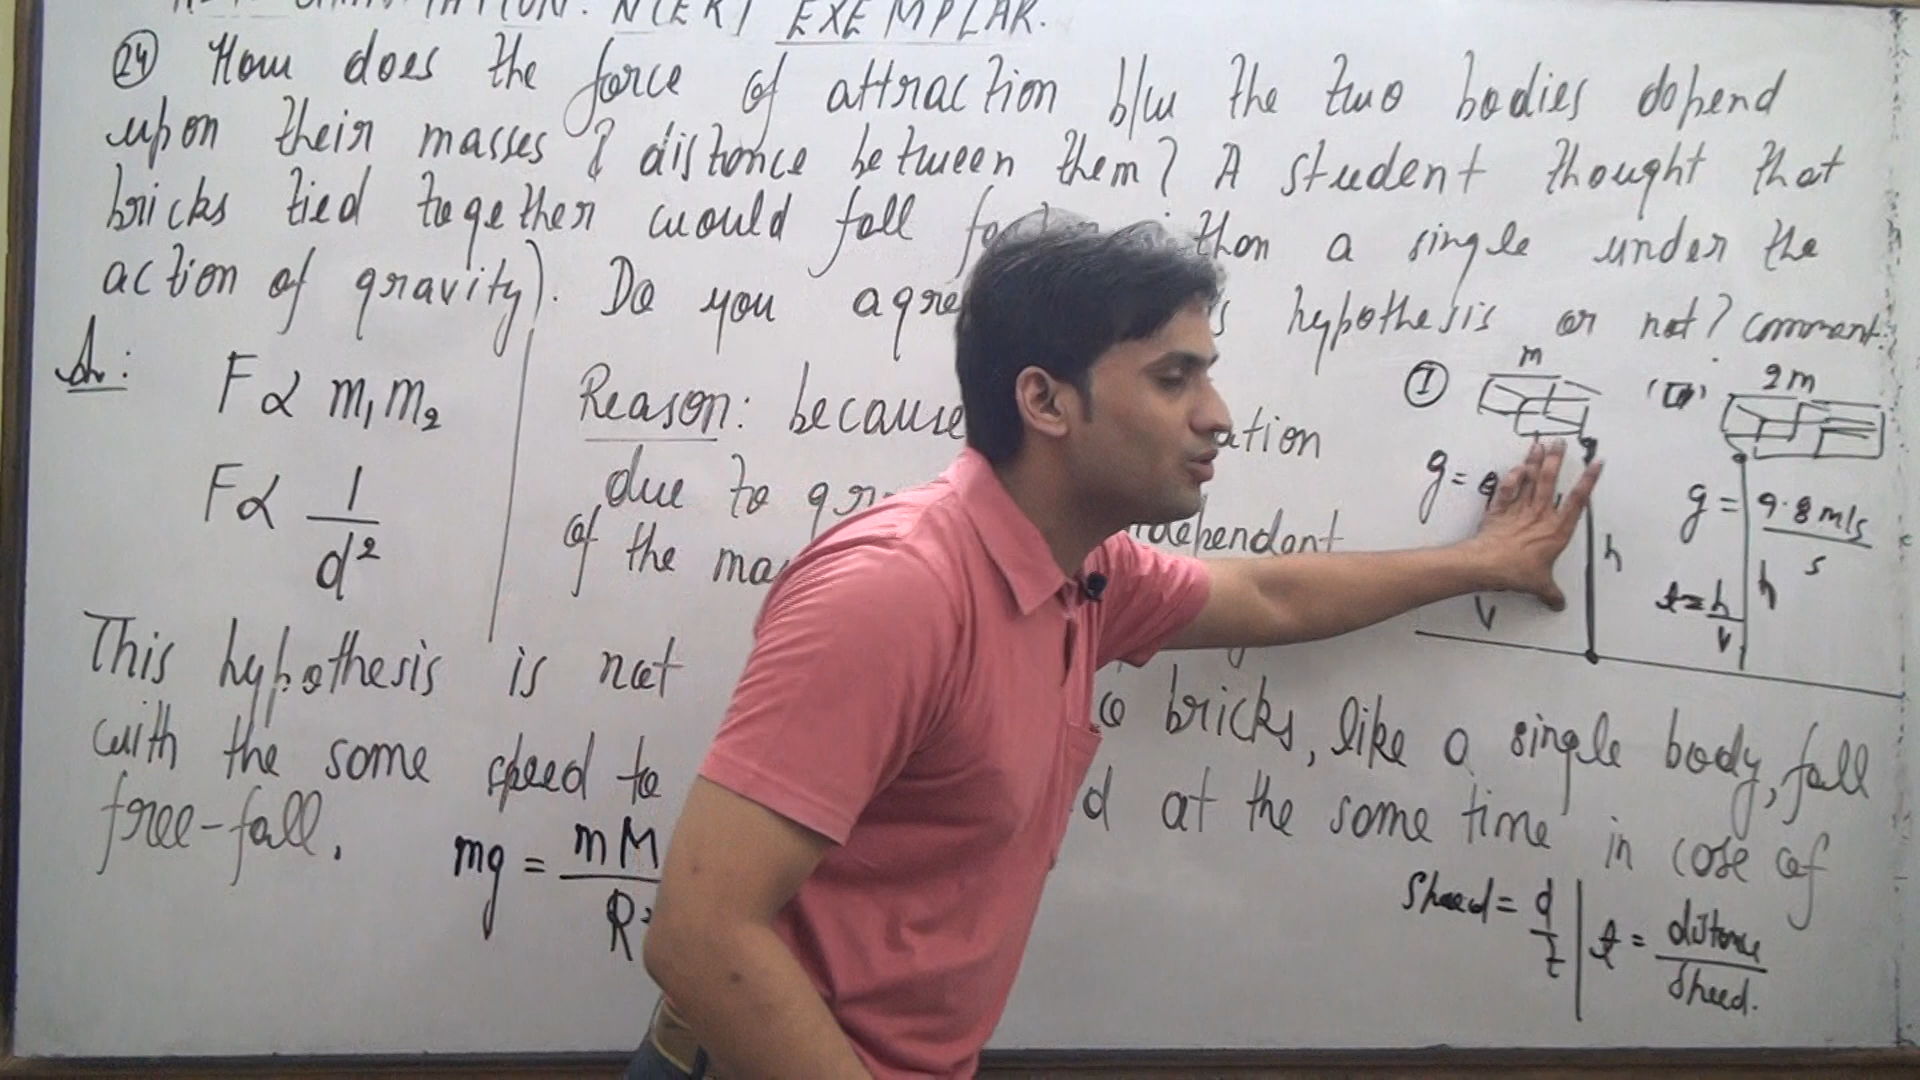 NCERT EXEMPLAR.
24 How does the force of attraction b/w the two bodies depend
upon their masses & distance between them? A student thought that
bricks tied together would fall than a single under the
action of gravity). Do you hypothesis or not? comment.
Ans:
F∝ m₁m₂
F∝ 1/d²
Reason: because
due to
of the
I m
g =
h
V
(II) 2m
g = 9.8 m/s/s
h
t = h/v
This hypothesis is not bricks, like a single body, fall
with the same speed to at the same time in case of
free-fall.
mg = mM/R²
Speed = d/t | t = distance/Speed.